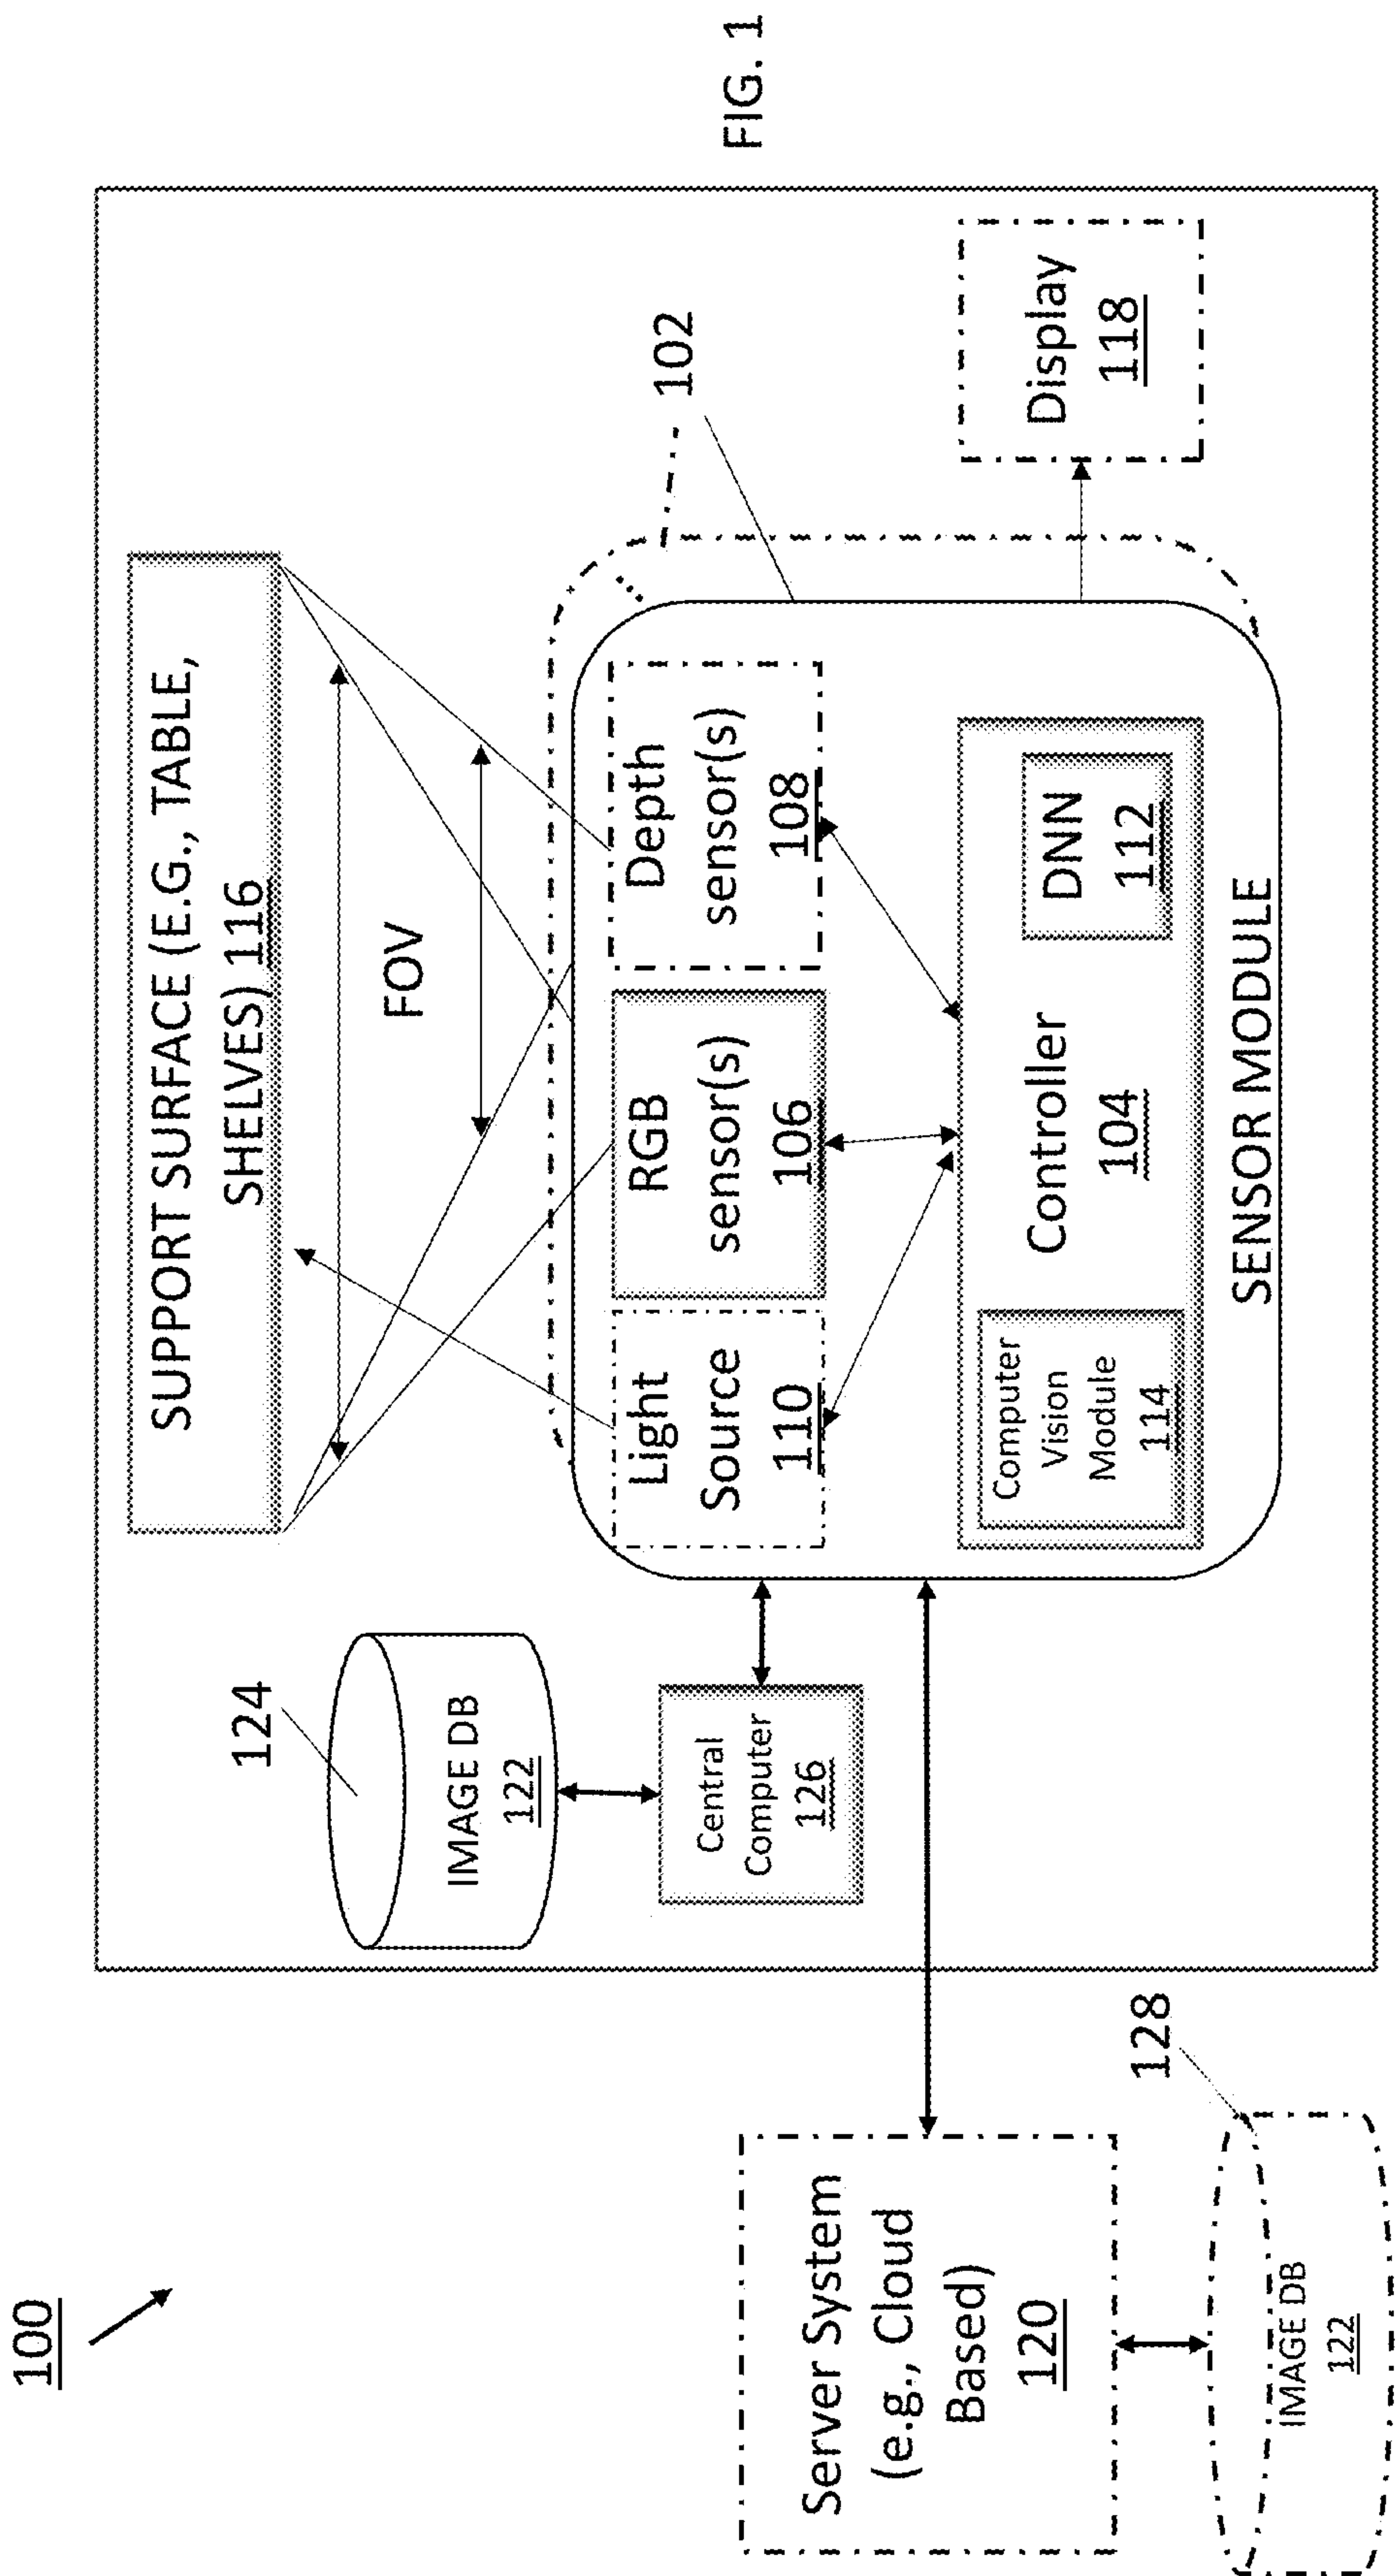 100
FIG. 1
SUPPORT SURFACE (E.G., TABLE,
SHELVES) 116
FOV
124
IMAGE DB
122
Central
Computer
126
102
Light
Source
110
RGB
sensor(s)
106
Depth
sensor(s)
108
Computer
Vision
Module
114
Controller
104
DNN
112
SENSOR MODULE
Display
118
Server System
(e.g., Cloud
Based)
120
128
IMAGE DB
122